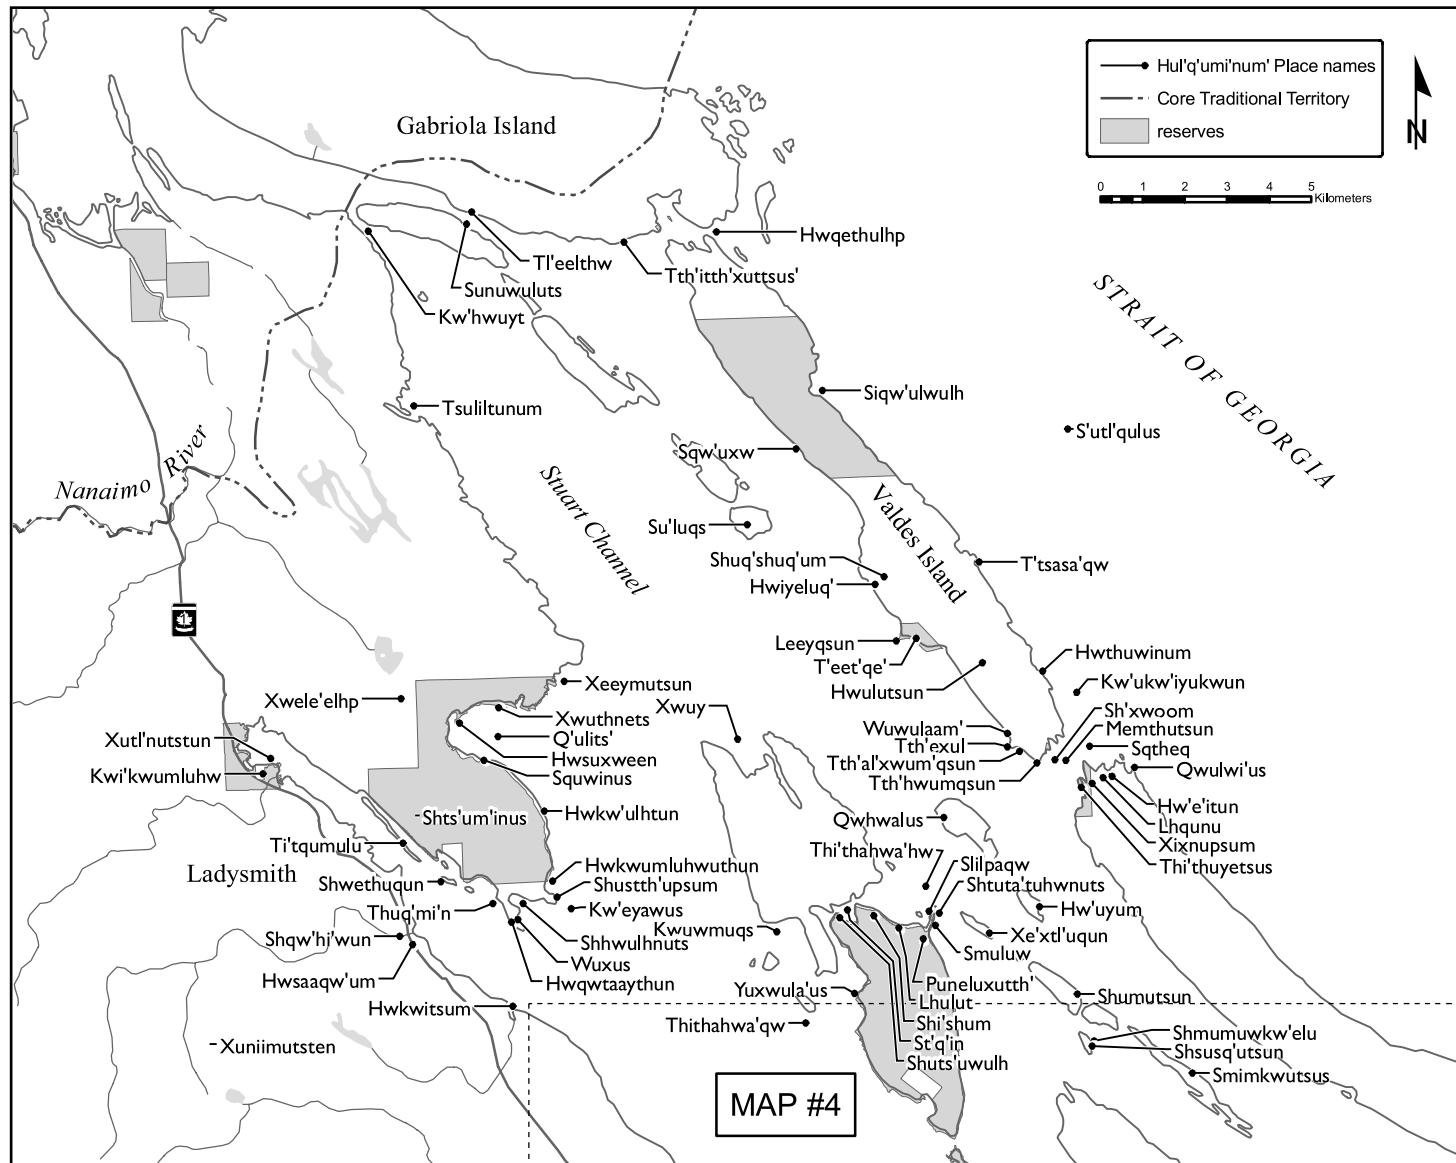 Hul'q'umi'num' Place names
Core Traditional Territory
reserves
N
0 1 2 3 4 5
Kilometers
Gabriola Island
Hwqethulhp
Tl'eelthw
Tth'itth'xuttsus'
Sunuwuluts
Kw'hwuyt
STRAIT OF GEORGIA
Siqw'ulwulh
Tsuliltunum
S'utl'qulus
Sqw'uxw
Nanaimo River
Stuart Channel
Valdes Island
Su'luqs
Shuq'shuq'um
T'tsasa'qw
Hwiyeluq'
1
Leeyqsun
T'eet'qe'
Hwthuwinum
Hwulutsun
Xeeymutsun
Kw'ukw'iyukwun
Xwele'elhp
Xwuy
Sh'xwoom
Xwuthnets
Memthutsun
Wuwulaam'
Q'ulits'
Xutl'nutstun
Tth'exul
Sqtheq
Hwsuxween
Tth'al'xwum'qsun
Qwulwi'us
Kwi'kwumluhw
Squwinus
Tth'hwumqsun
Hw'e'itun
Shts'um'inus
Hwkw'ulhtun
Qwhwalus
Lhqunu
Xixnupsum
Ti'tqumulu
Thi'thahwa'hw
Thi'thuyetsus
Ladysmith
Hwkwumluhwuthun
Slilpaqw
Shwethuqun
Shustth'upsum
Shtuta'tuhwnuts
Thuq'mi'n
Kw'eyawus
Hw'uyum
Kwuwmuqs
Shqw'hi'wun
Shhwulhnuts
Xe'xtl'uqun
Smuluw
Wuxus
Hwsaaqw'um
Hwqwtaaythun
Puneluxutth'
Yuxwula'us
Shumutsun
Hwkwitsum
Lhulut
Thithahwa'qw
Shi'shum
Shmumuwkw'elu
Xuniimutsten
St'q'in
Shsusq'utsun
Shuts'uwulh
Smimkwutsus
MAP #4